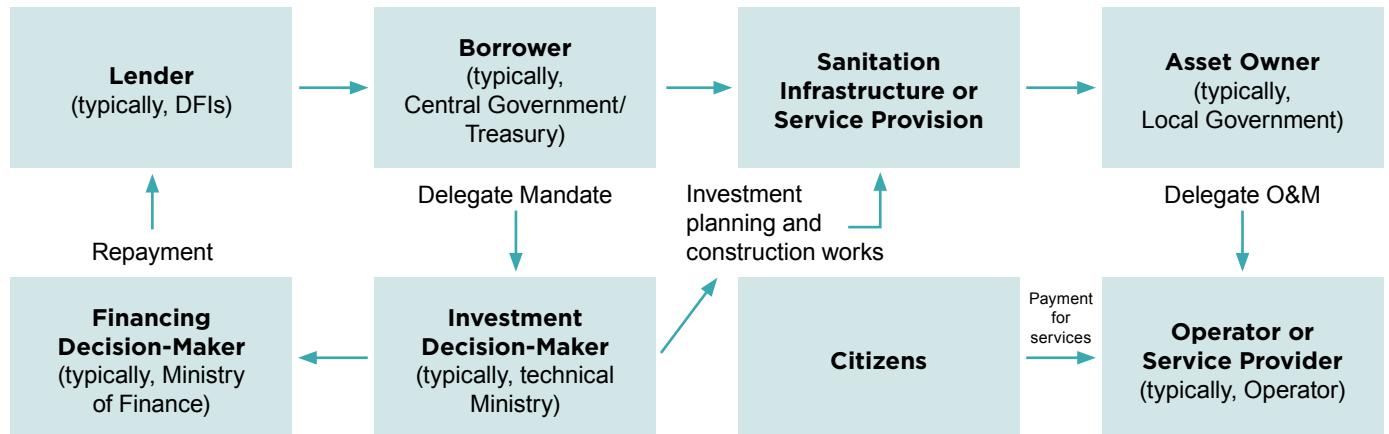 Lender
(typically, DFIs)
Borrower
(typically,
Central Government/
Treasury)
Sanitation
Infrastructure or
Service Provision
Asset Owner
(typically,
Local Government)
Repayment
Delegate Mandate
Investment
planning and
construction works
Delegate O&M
Financing
Decision-Maker
(typically, Ministry
of Finance)
Investment
Decision-Maker
(typically, technical
Ministry)
Citizens
Payment
for
services
Operator or
Service Provider
(typically, Operator)